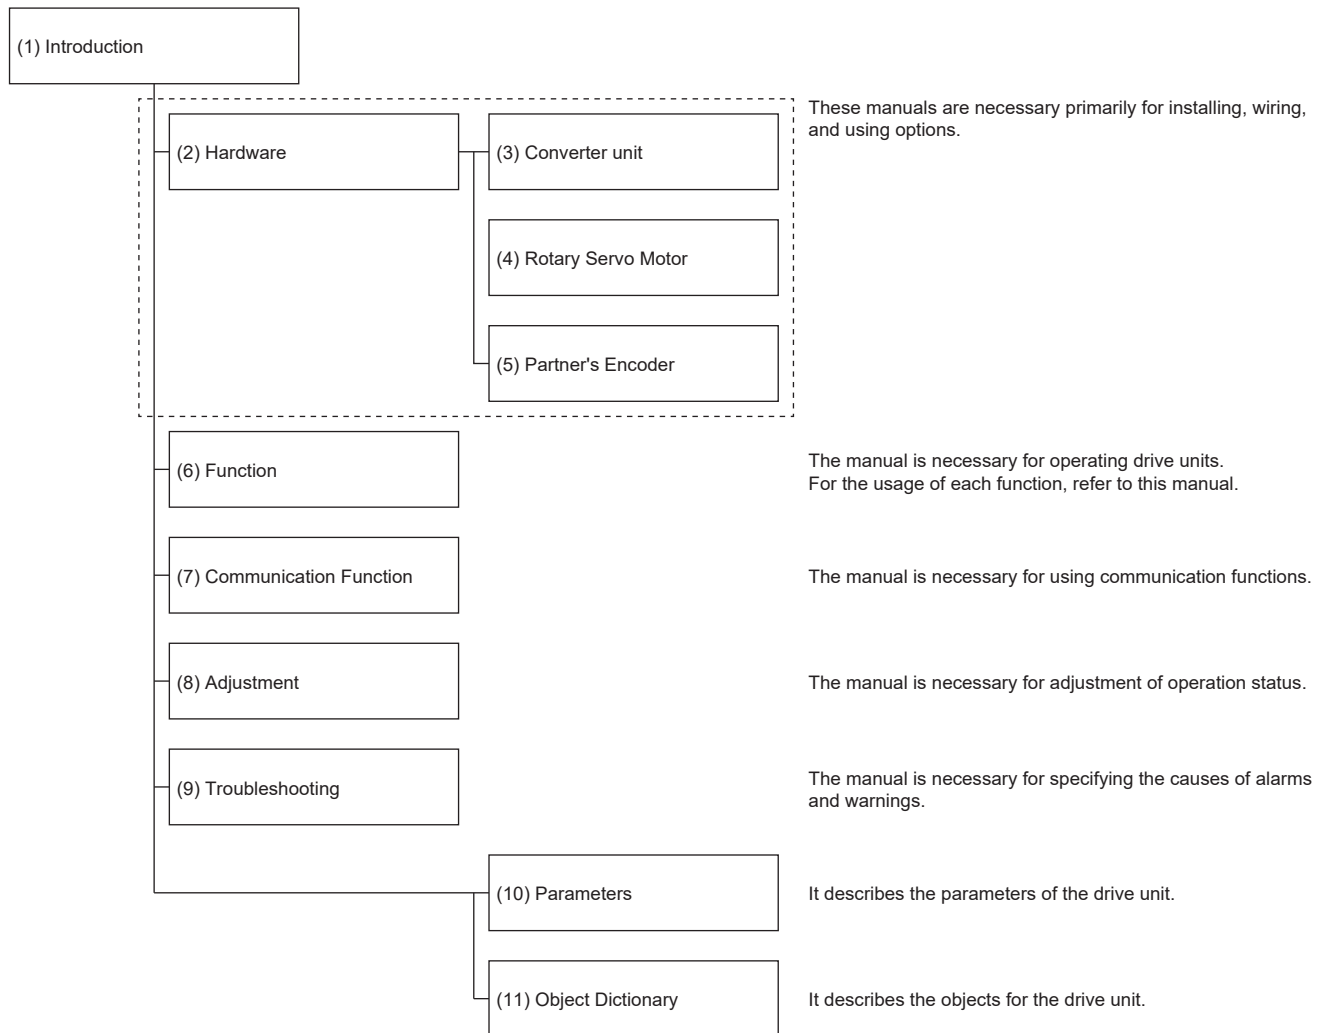 (1) Introduction
These manuals are necessary primarily for installing, wiring,
and using options.
(2) Hardware
(3) Converter unit
(4) Rotary Servo Motor
(5) Partner's Encoder
(6) Function
The manual is necessary for operating drive units.
For the usage of each function, refer to this manual.
(7) Communication Function
The manual is necessary for using communication functions.
(8) Adjustment
The manual is necessary for adjustment of operation status.
(9) Troubleshooting
The manual is necessary for specifying the causes of alarms
and warnings.
(10) Parameters
It describes the parameters of the drive unit.
(11) Object Dictionary
It describes the objects for the drive unit.